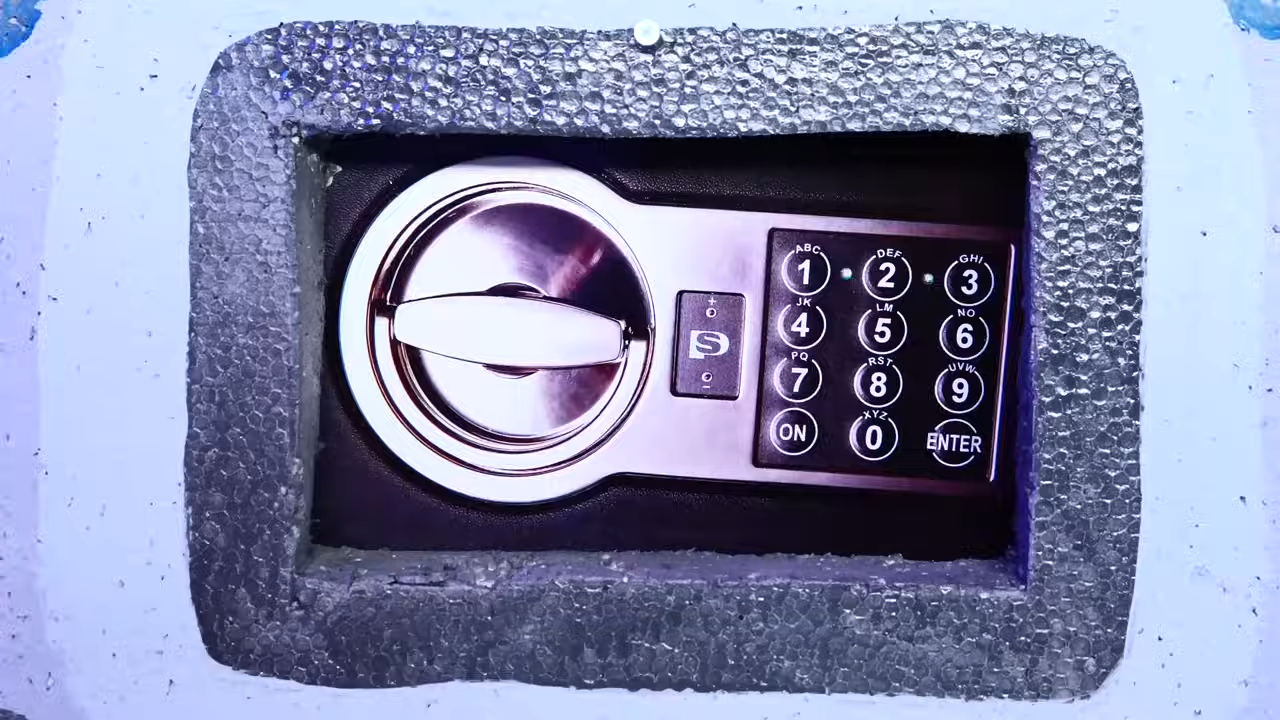 ABC DEF GHI
1 2 3
JK LM NO
4 5 6
PQ RST UVW
7 8 9
XYZ
ON 0 ENTER
+
S
-